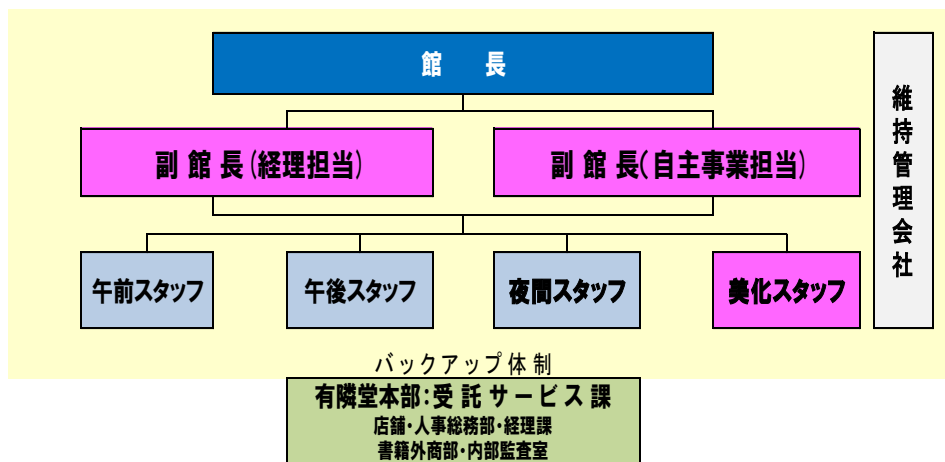 館長
副館長(経理担当)
副館長(自主事業担当)
維持管理会社
午前スタッフ
午後スタッフ
夜間スタッフ
美化スタッフ
バックアップ体制
有隣堂本部:受託サービス課
店舗・人事総務部・経理課
書籍外商部・内部監査室